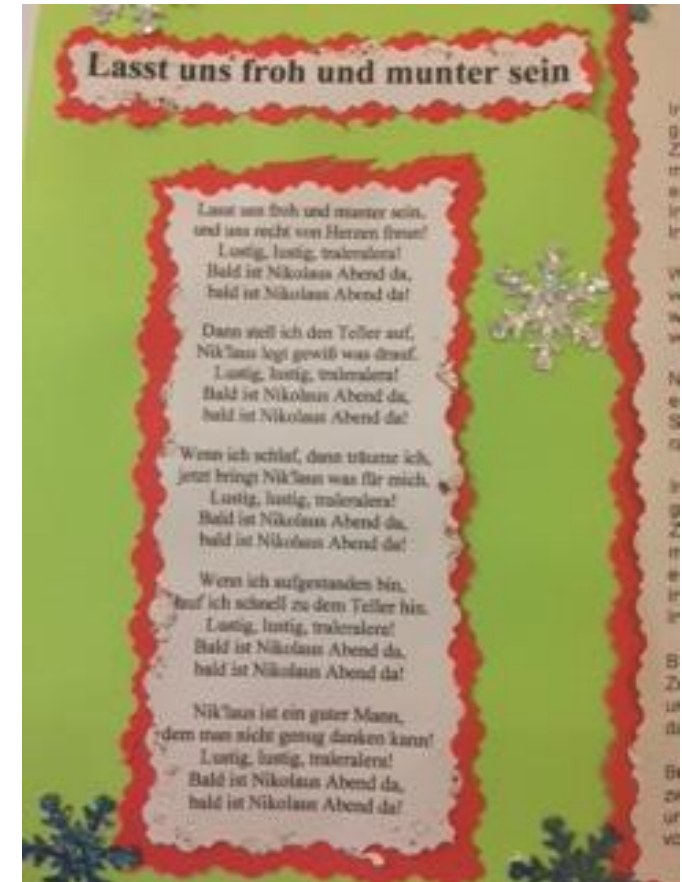 Lasst uns froh und munter sein
Lasst uns froh und munter sein,
und uns recht von Herzen freun!
Lustig, lustig, traleralera!
Bald ist Nikolaus Abend da,
bald ist Nikolaus Abend da!
Dann stell ich den Teller auf,
Nik'laus legt gewiß was drauf.
Lustig, lustig, traleralera!
Bald ist Nikolaus Abend da,
bald ist Nikolaus Abend da!
Wenn ich schlaf, dann träume ich,
jetzt bringt Nik'laus was für mich.
Lustig, lustig, traleralera!
Bald ist Nikolaus Abend da,
bald ist Nikolaus Abend da!
Wenn ich aufgestanden bin,
lauf ich schnell zu dem Teller hin.
Lustig, lustig, traleralera!
Bald ist Nikolaus Abend da,
bald ist Nikolaus Abend da!
Nik'laus ist ein guter Mann,
dem man nicht genug danken kann!
Lustig, lustig, traleralera!
Bald ist Nikolaus Abend da,
bald ist Nikolaus Abend da!